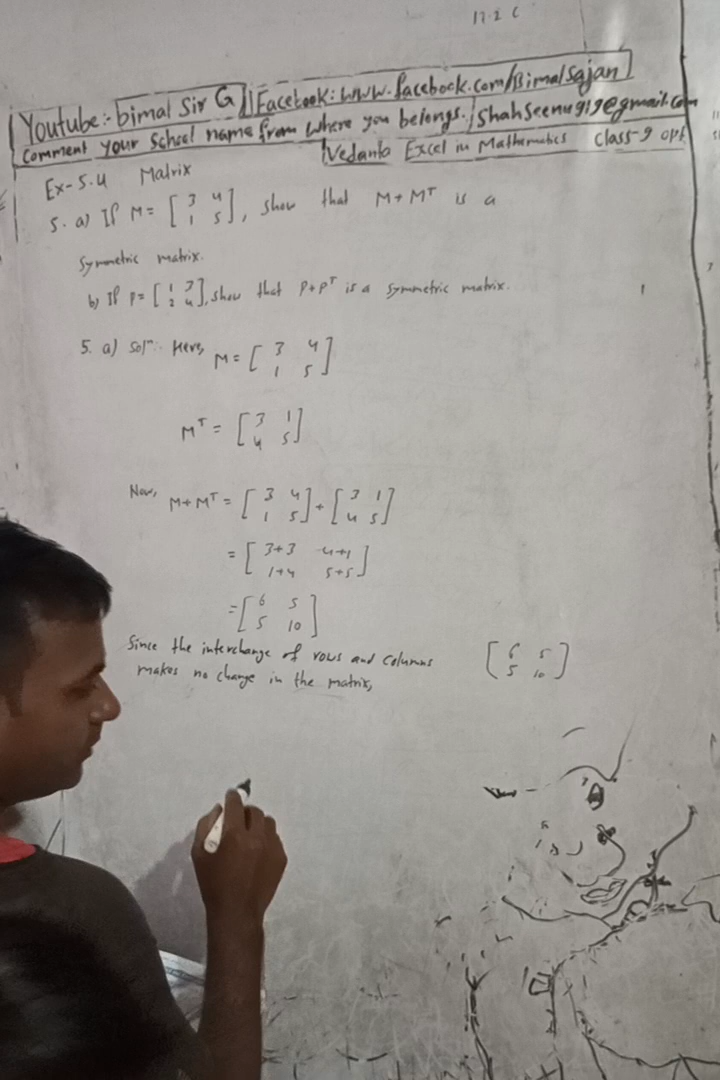 17.2 C
Youtube:- bimal Sir G Facebook: www.facebook.com/Bimalsajan
Comment your School name from where you belongs. shahseenu919@gmail.com
Vedanta Excel in Mathematics Class-9 opt
Ex-5.4 Matrix
5. a) If M = [ 3 4
1 5 ], show that M+M^T is a
Symmetric matrix.
b) If P = [ 1 3
2 4 ], show that P+P^T is a symmetric matrix.
5. a) Solⁿ:- Here, M = [ 3 4
1 5 ]
M^T = [ 3 1
4 5 ]
Now, M+M^T = [ 3 4
1 5 ] + [ 3 1
4 5 ]
= [ 3+3 4+1
1+4 5+5 ]
= [ 6 5
5 10 ]
Since the interchange of rows and columns
makes no change in the matrix,
[ 6 5
5 10 ]